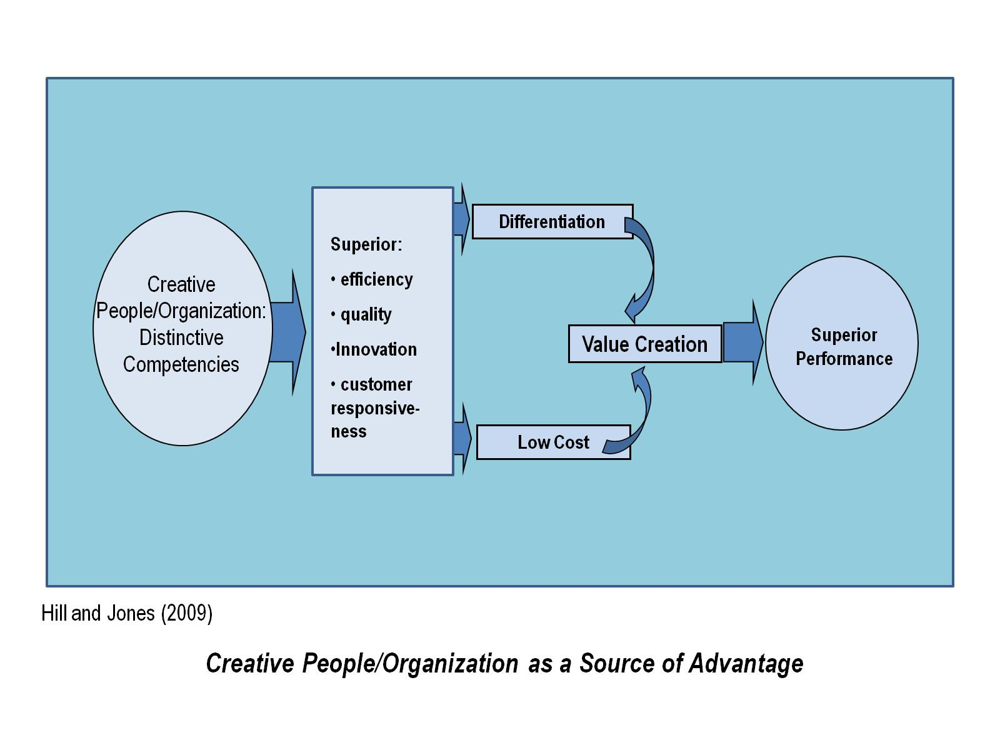 Creative
People/Organization:
Distinctive
Competencies
Superior:
• efficiency
• quality
•Innovation
• customer
responsive-
ness
Differentiation
Low Cost
Value Creation
Superior
Performance
Hill and Jones (2009)
Creative People/Organization as a Source of Advantage